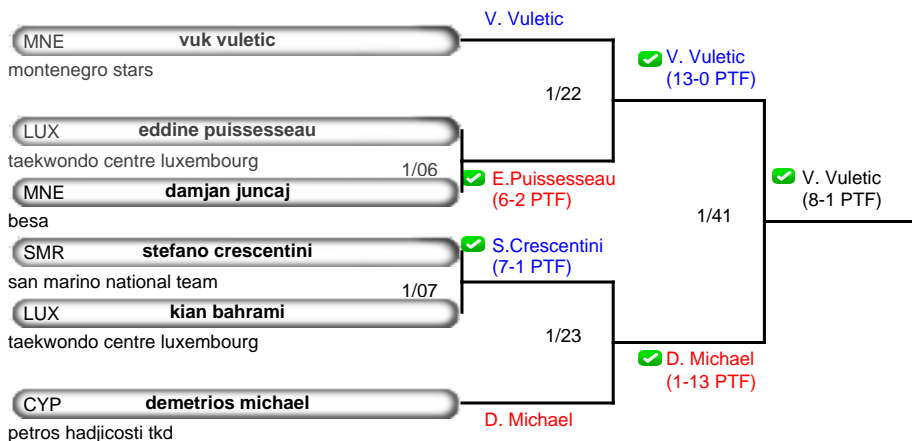 V. Vuletic
MNE vuk vuletic
montenegro stars
V. Vuletic
(13-0 PTF)
1/22
LUX eddine puissesseau
taekwondo centre luxembourg
1/06
E.Puissesseau
(6-2 PTF)
MNE damjan juncaj
besa
V. Vuletic
(8-1 PTF)
1/41
SMR stefano crescentini
san marino national team
S.Crescentini
(7-1 PTF)
1/07
LUX kian bahrami
taekwondo centre luxembourg
1/23
D. Michael
(1-13 PTF)
CYP demetrios michael
petros hadjicosti tkd
D. Michael